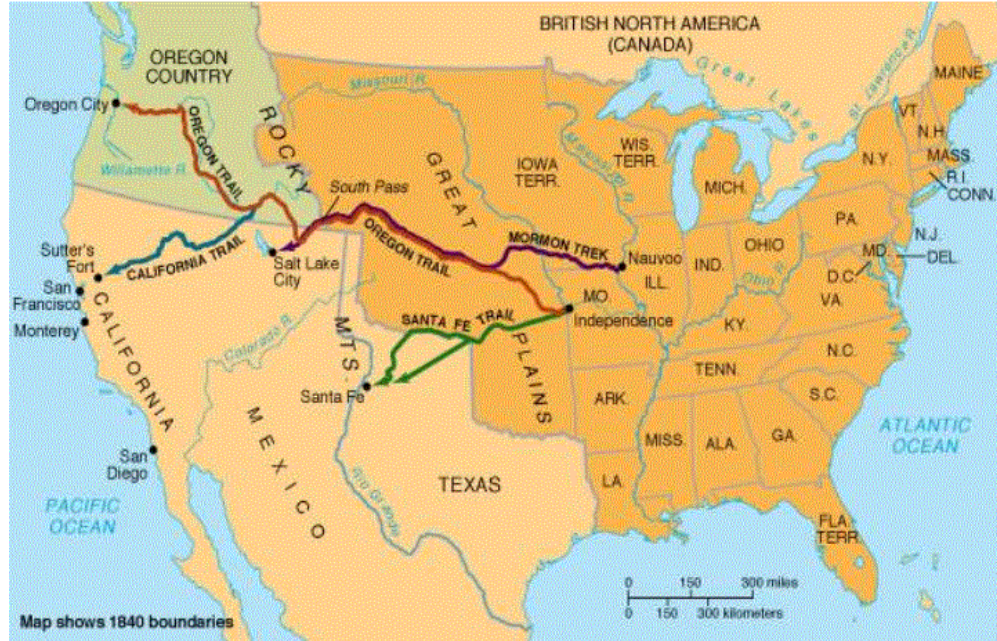 BRITISH NORTH AMERICA
(CANADA)
OREGON
COUNTRY
Oregon City
Willamette R.
OREGON TRAIL
ROCKY
MTS.
Missouri R.
Mississippi R.
Great Lakes
St. Lawrence R.
MAINE
VT.
N.H.
MASS.
R.I.
CONN.
N.Y.
PA.
N.J.
DEL.
MD.
D.C.
VA.
OHIO
Ohio R.
MICH.
WIS.
TERR.
IOWA
TERR.
GREAT
PLAINS
South Pass
OREGON TRAIL
MORMON TREK
Nauvoo
ILL.
IND.
KY.
TENN.
N.C.
S.C.
GA.
ALA.
MISS.
LA.
ARK.
MO.
Independence
FLA.
TERR.
Sutter's
Fort
San
Francisco
Monterey
CALIFORNIA TRAIL
Salt Lake
City
CALIFORNIA
San
Diego
Colorado R.
SANTA FE TRAIL
Santa Fe
MEXICO
Rio Grande
TEXAS
PACIFIC
OCEAN
ATLANTIC
OCEAN
0 150 300 miles
0 150 300 kilometers
Map shows 1840 boundaries